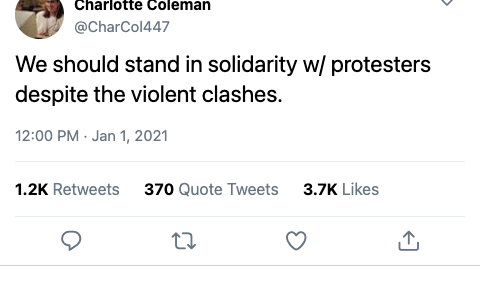 Charlotte Coleman
@CharCol447
We should stand in solidarity w/ protesters
despite the violent clashes.
12:00 PM · Jan 1, 2021
1.2K Retweets 370 Quote Tweets 3.7K Likes